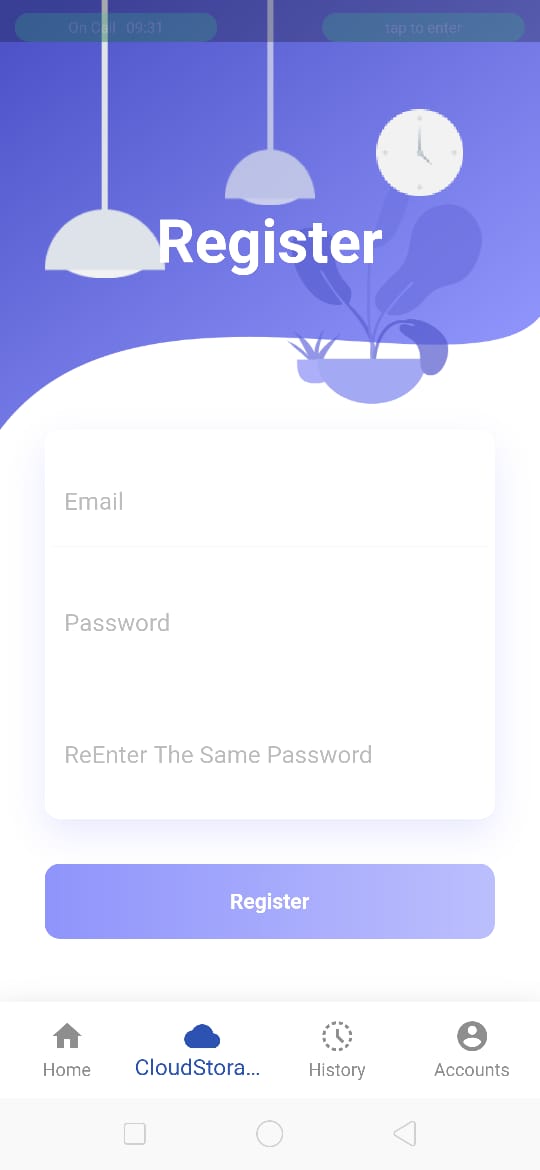 On Call 09:31 tap to enter
Register
Email
Password
ReEnter The Same Password
Register
Home CloudStora... History Accounts